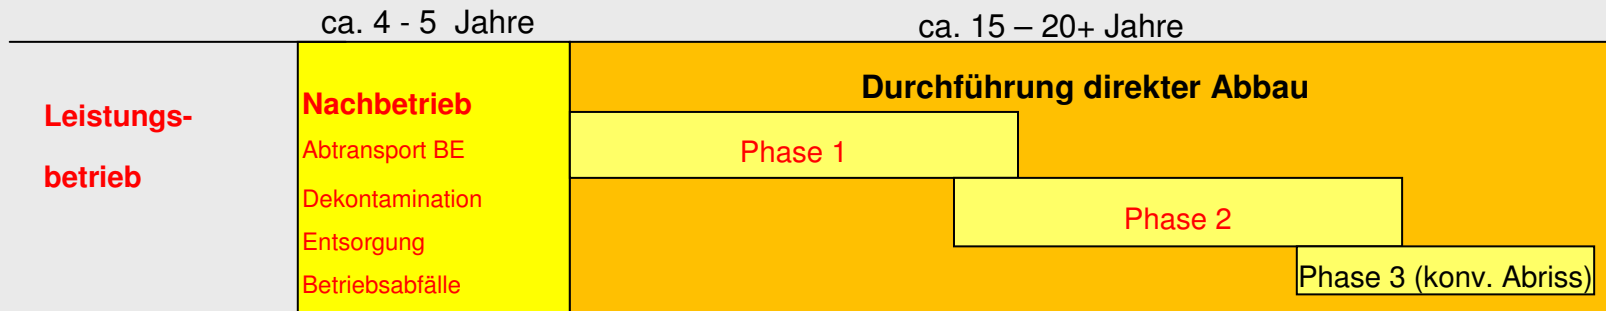 ca. 4 - 5 Jahre
ca. 15 – 20+ Jahre
Leistungs-
betrieb
Nachbetrieb
Abtransport BE
Dekontamination
Entsorgung
Betriebsabfälle
Durchführung direkter Abbau
Phase 1
Phase 2
Phase 3 (konv. Abriss)